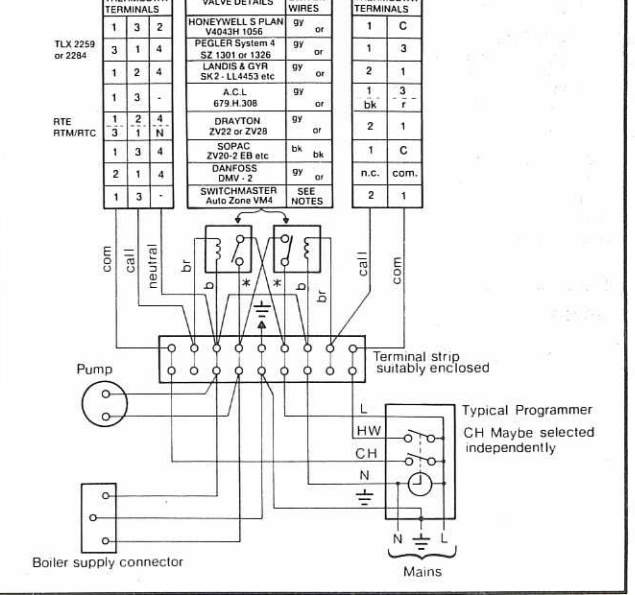 TERMINALS
VALVE DETAILS
WIRES
TERMINALS
1 3 2
HONEYWELL S PLAN
V4043H 1056
gy or
1 C
TLX 2259
or 2284
3 1 4
PEGLER System 4
SZ 1301 or 1326
gy or
1 3
1 2 4
LANDIS & GYR
SK2 - LL4453 etc
gy or
2 1
1 3 -
A.C.L
679.H.308
gy or
1 3
bk r
RTE
RTM/RTC
1 2 4
3 1 N
DRAYTON
ZV22 or ZV28
gy or
2 1
1 3 4
SOPAC
ZV20-2 EB etc
bk bk
1 C
2 1 4
DANFOSS
DMV - 2
gy or
n.c. com.
1 3 -
SWITCHMASTER
Auto Zone VM4
SEE
NOTES
2 1
com
call
neutral
br
b
*
*
b
br
call
com
Terminal strip
suitably enclosed
Pump
L
HW
CH
N
Typical Programmer
CH Maybe selected
independently
Boiler supply connector
N L
Mains